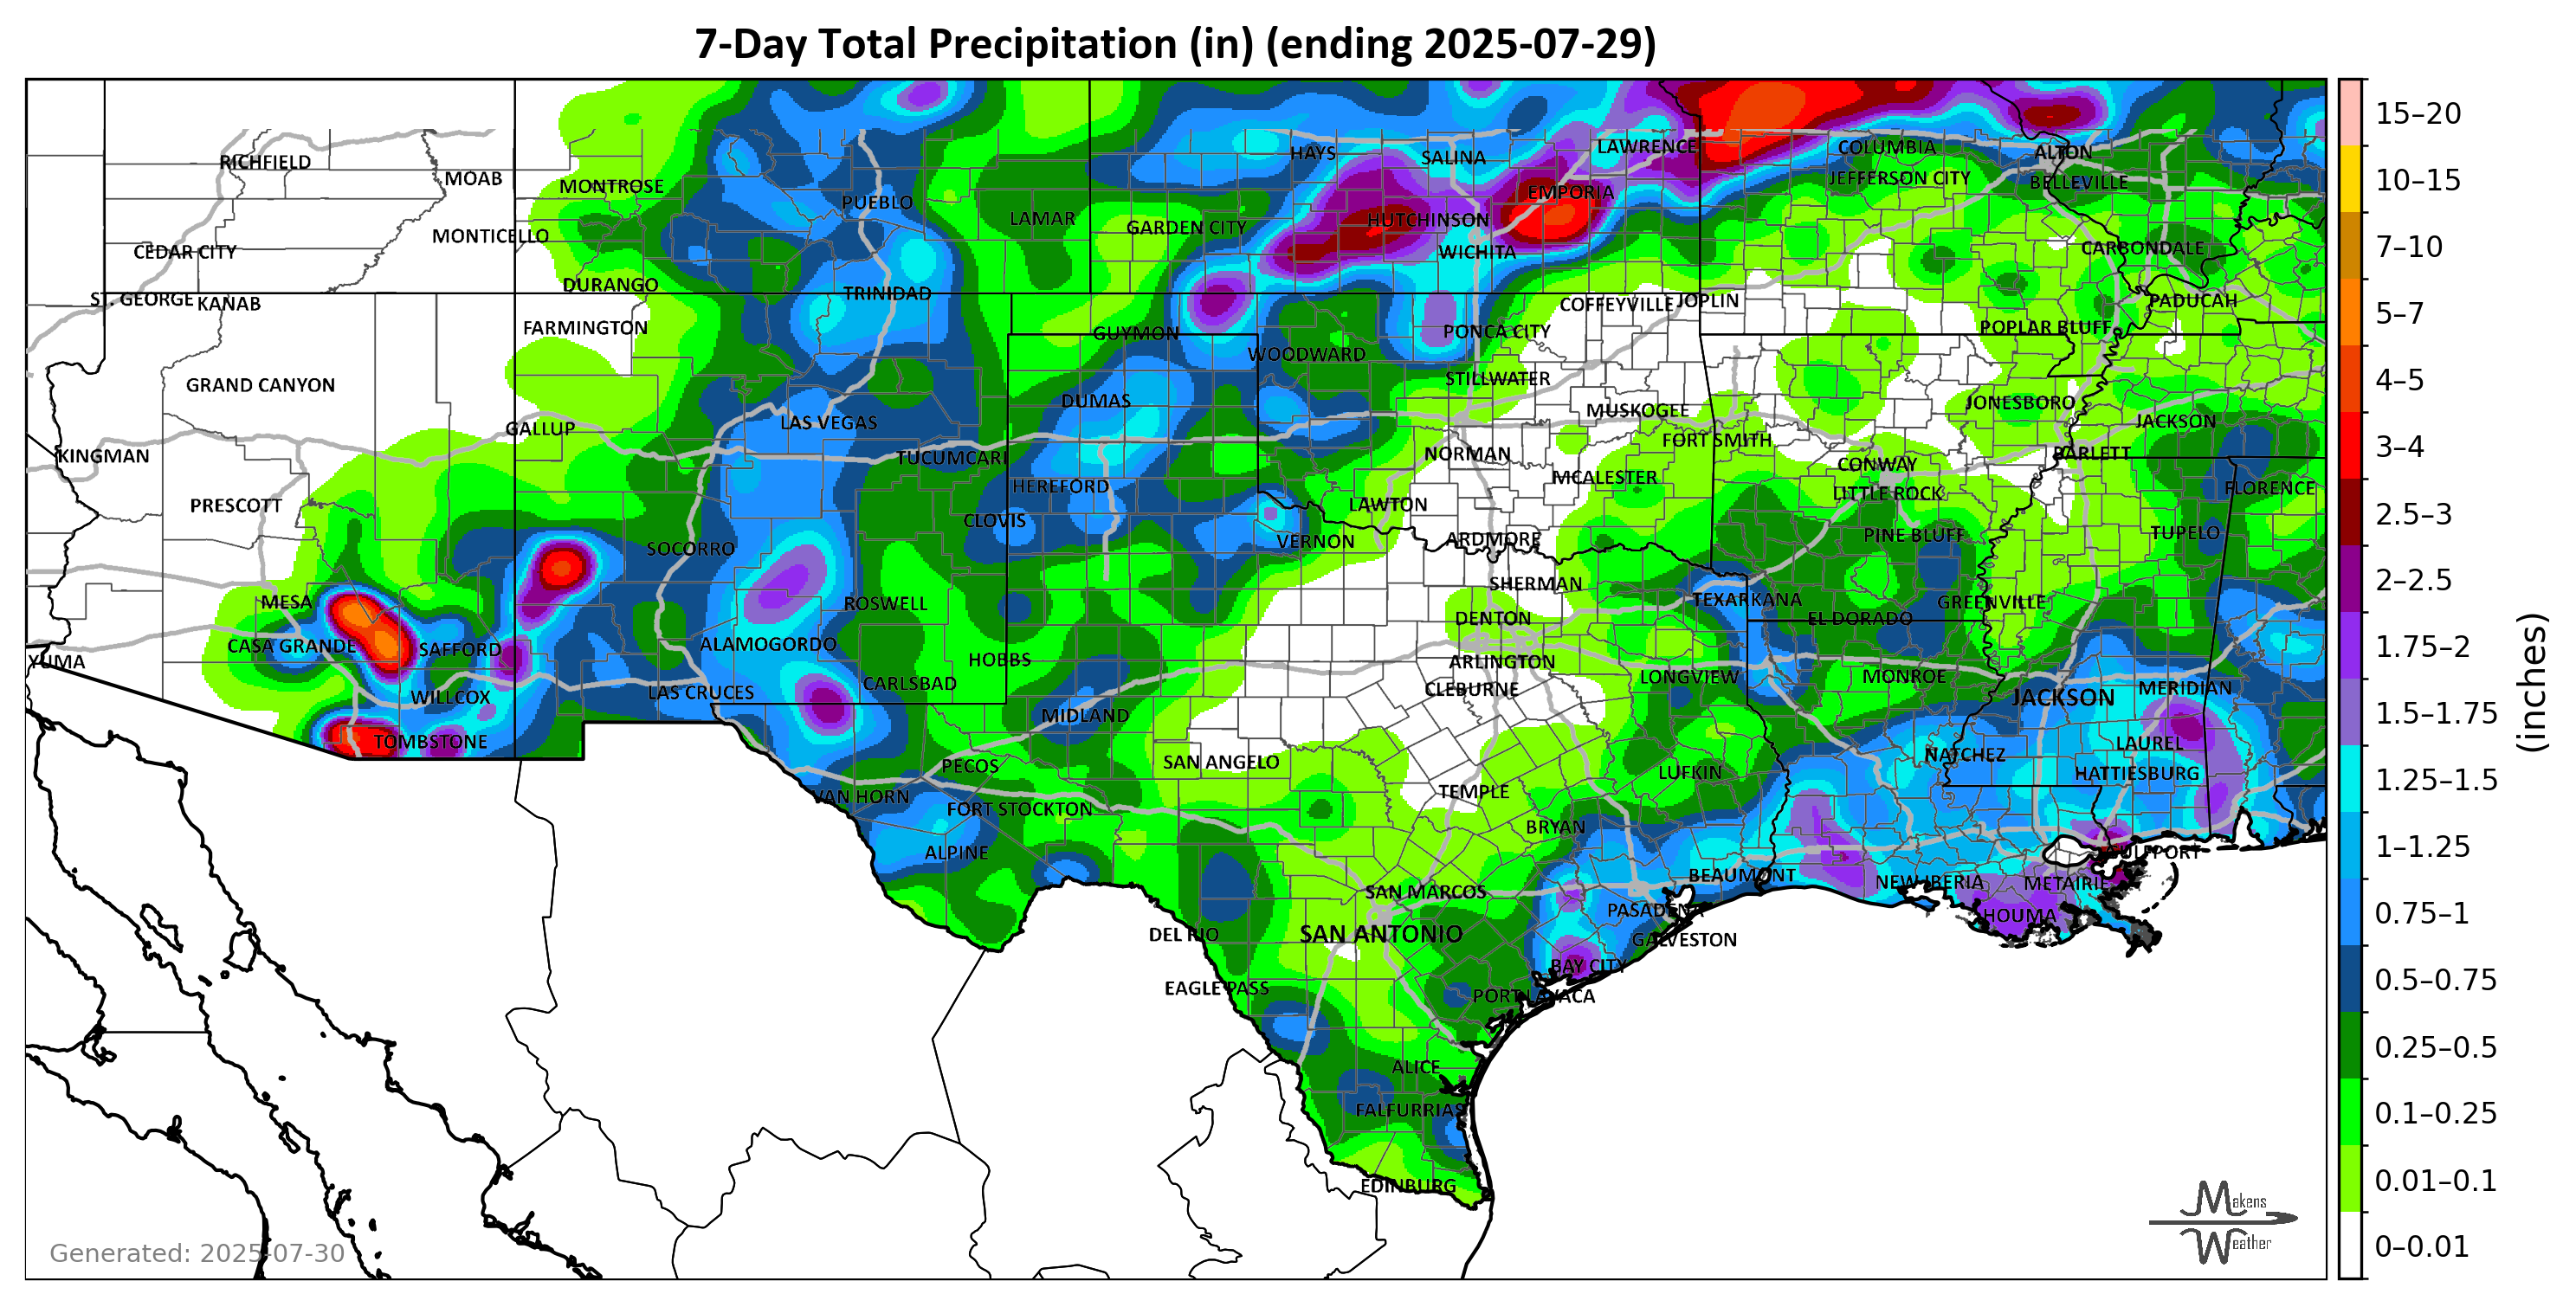 7-Day Total Precipitation (in) (ending 2025-07-29)
RICHFIELD
MOAB
MONTROSE
PUEBLO
LAMAR
GARDEN CITY
HAYS
SALINA
LAWRENCE
EMPORIA
HUTCHINSON
WICHITA
COLUMBIA
JEFFERSON CITY
ALTON
BELLEVILLE
CARBONDALE
CEDAR CITY
MONTICELLO
DURANGO
TRINIDAD
ST. GEORGE
KANAB
FARMINGTON
GUYMON
WOODWARD
PONCA CITY
COFFEYVILLE
JOPLIN
POPLAR BLUFF
PADUCAH
GRAND CANYON
GALLUP
LAS VEGAS
DUMAS
STILLWATER
MUSKOGEE
FORT SMITH
JONESBORO
JACKSON
KINGMAN
TUCUMCARI
NORMAN
MCALESTER
CONWAY
BARLETT
PRESCOTT
HEREFORD
LAWTON
LITTLE ROCK
FLORENCE
SOCORRO
CLOVIS
VERNON
ARDMORE
PINE BLUFF
TUPELO
MESA
ROSWELL
SHERMAN
TEXARKANA
GREENVILLE
CASA GRANDE
SAFFORD
ALAMOGORDO
HOBBS
DENTON
EL DORADO
YUMA
WILLCOX
LAS CRUCES
CARLSBAD
ARLINGTON
CLEBURNE
LONGVIEW
MONROE
JACKSON
MERIDIAN
TOMBSTONE
MIDLAND
PECOS
SAN ANGELO
LUFKIN
NATCHEZ
LAUREL
HATTIESBURG
VAN HORN
FORT STOCKTON
TEMPLE
BRYAN
ALPINE
BEAUMONT
GULFPORT
SAN MARCOS
NEW IBERIA
METAIRIE
PASADENA
HOUMA
DEL RIO
SAN ANTONIO
GALVESTON
BAY CITY
EAGLE PASS
PORT LAVACA
ALICE
FALFURRIAS
EDINBURG
Generated: 2025-07-30
Makens
Weather
15–20
10–15
7–10
5–7
4–5
3–4
2.5–3
2–2.5
1.75–2
1.5–1.75
1.25–1.5
1–1.25
0.75–1
0.5–0.75
0.25–0.5
0.1–0.25
0.01–0.1
0–0.01
(inches)